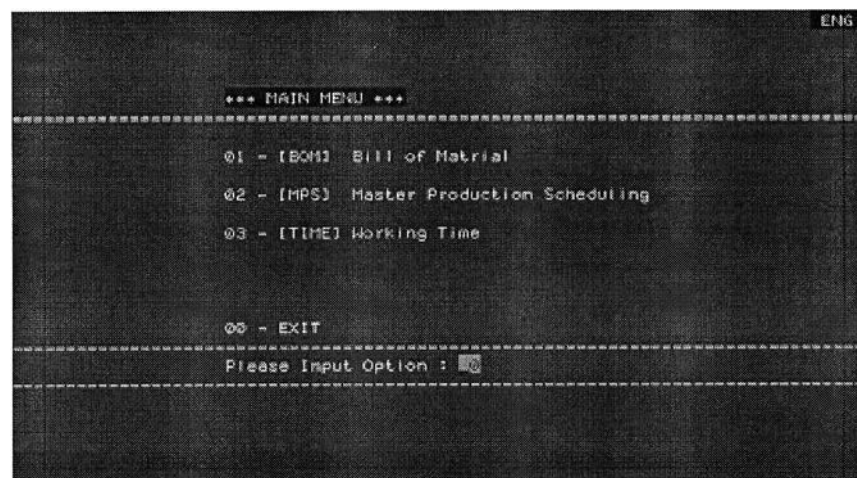 ENG
*** MAIN MENU ***
01 - [BOM] Bill of Matrial
02 - [MPS] Master Production Scheduling
03 - [TIME] Working Time
00 - EXIT
Please Input Option : 0